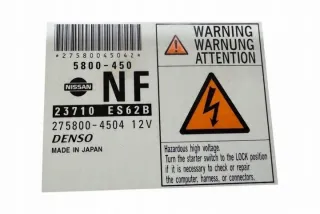 *27580045042*
5800-450
NISSAN
NF
23710 ES62B
275800-4504 12V
DENSO
MADE IN JAPAN
WARNING
WARNUNG
ATTENTION
Hazardous high voltage.
Turn the starter switch to the LOCK position
if it is necessary to check or repair
the computer, harness, or connectors.